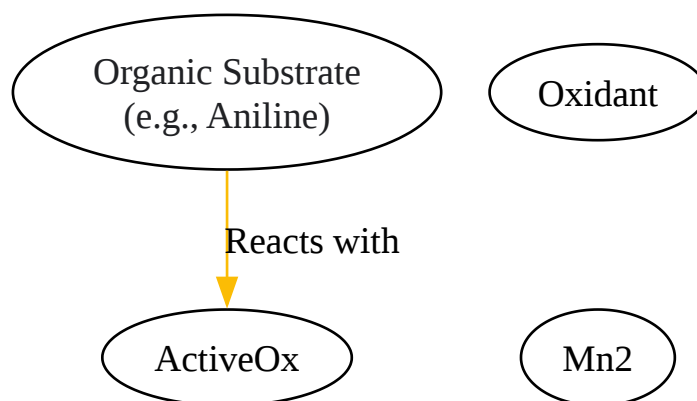 Organic Substrate
(e.g., Aniline)
Oxidant
Reacts with
ActiveOx
Mn2